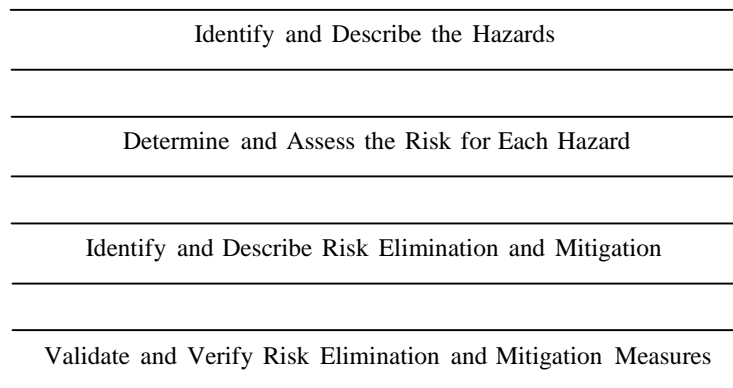 Identify and Describe the Hazards
Determine and Assess the Risk for Each Hazard
Identify and Describe Risk Elimination and Mitigation
Validate and Verify Risk Elimination and Mitigation Measures